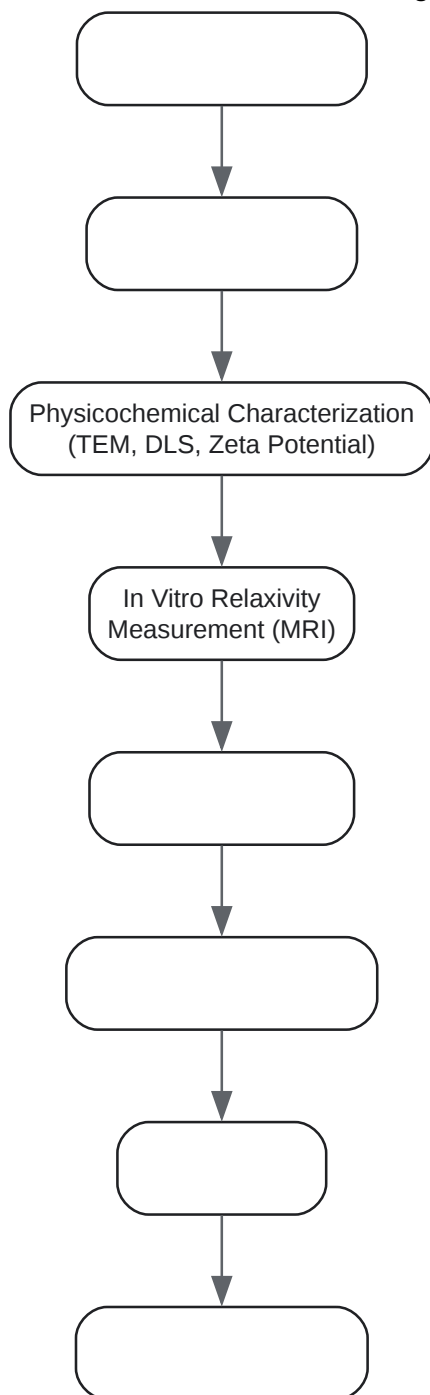 Physicochemical Characterization
(TEM, DLS, Zeta Potential)
In Vitro Relaxivity
Measurement (MRI)